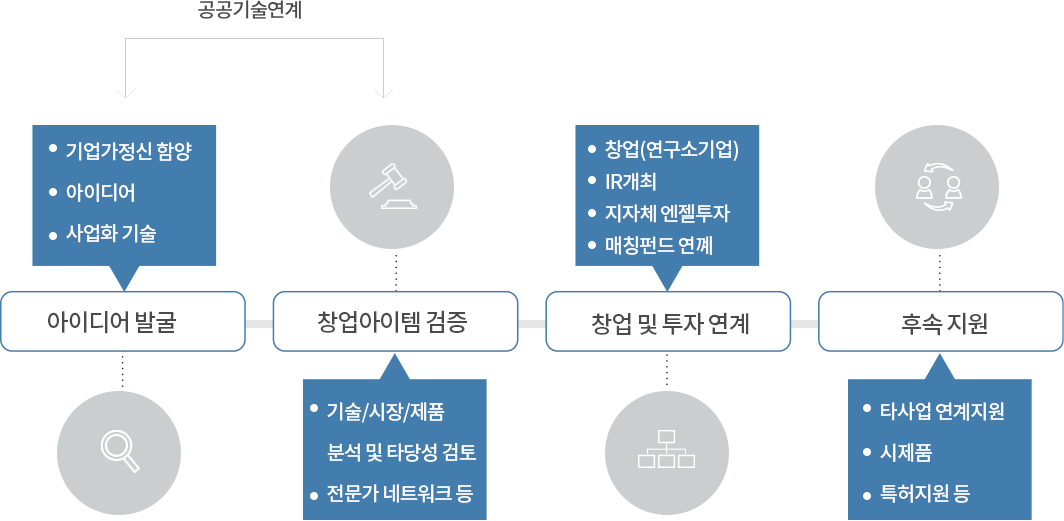 공공기술연계
기업가정신 함양
아이디어
사업화 기술
창업(연구소기업)
IR개최
지자체 엔젤투자
매칭펀드 연꼐
아이디어 발굴
창업아이템 검증
창업 및 투자 연계
후속 지원
기술/시장/제품
분석 및 타당성 검토
전문가 네트워크 등
타사업 연계지원
시제품
특허지원 등